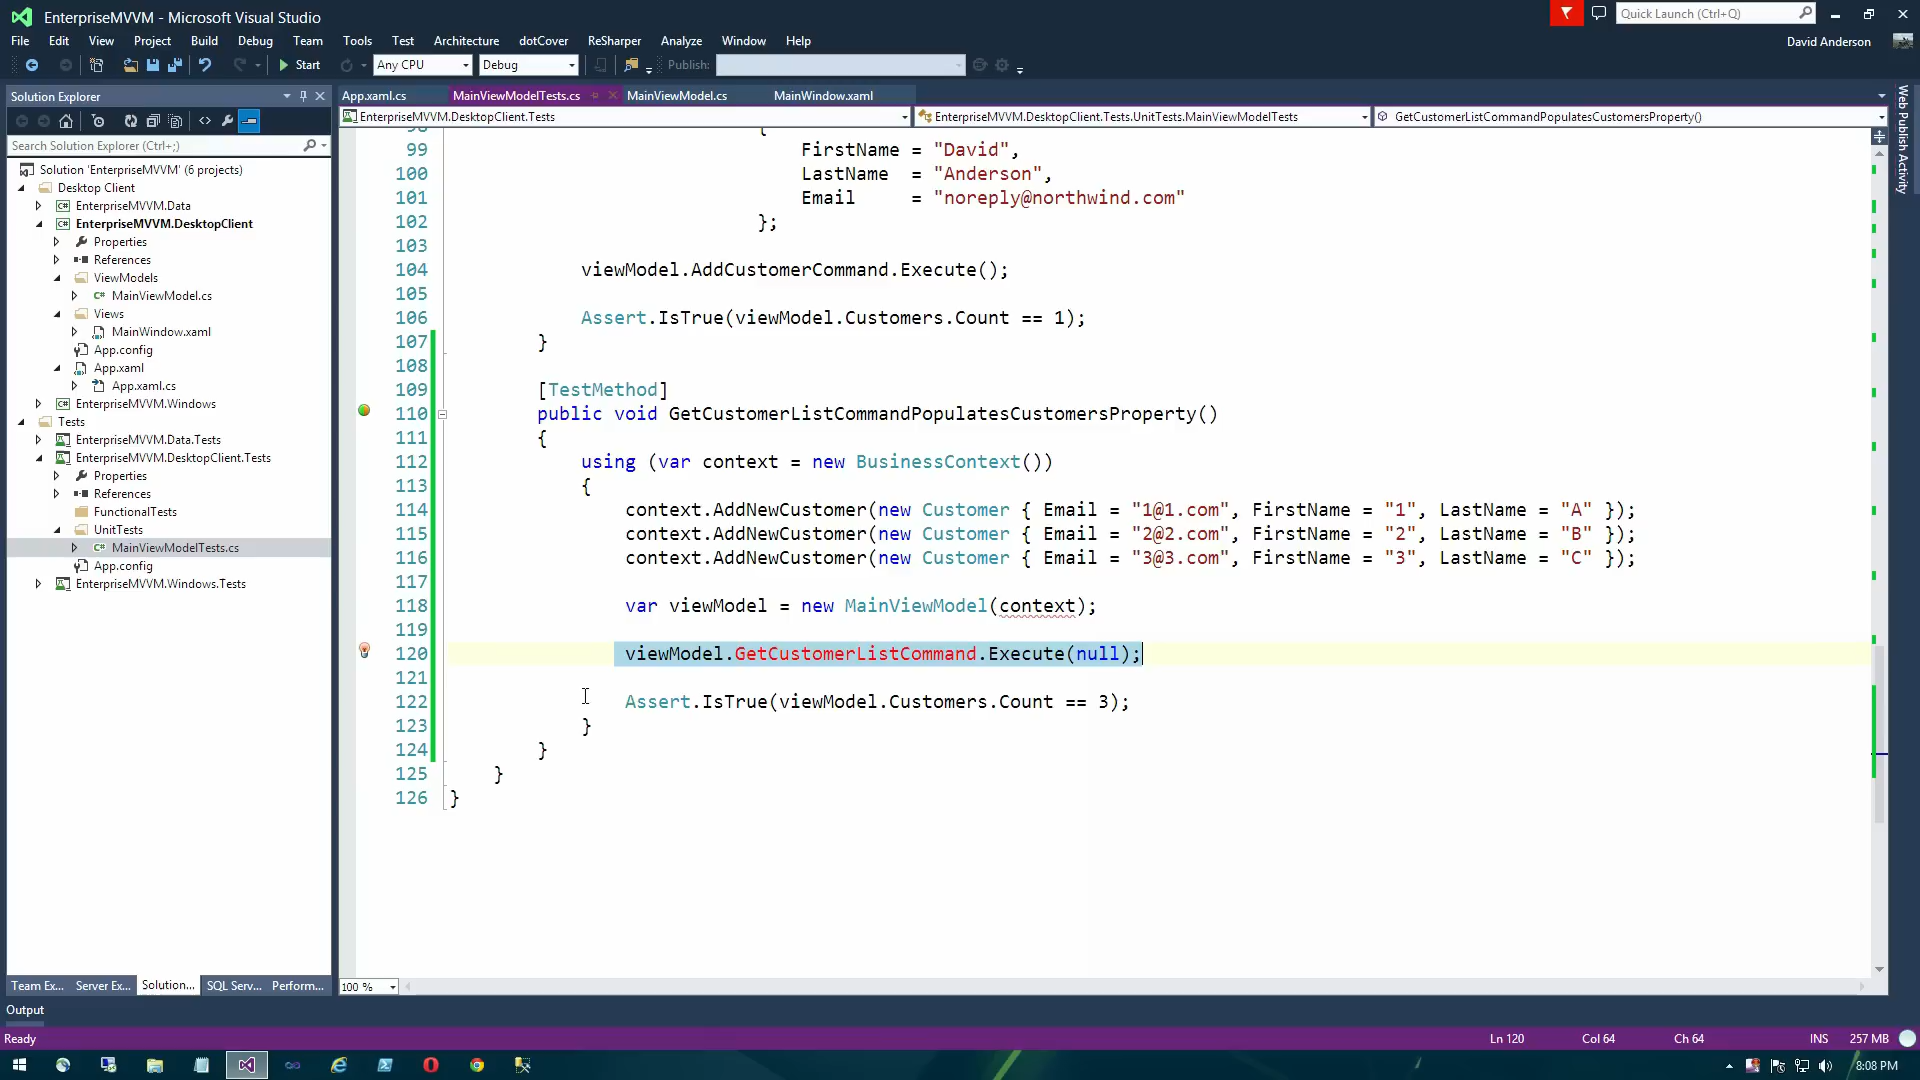 EnterpriseMVVM - Microsoft Visual Studio
Quick Launch (Ctrl+Q)
File Edit View Project Build Debug Team Tools Test Architecture dotCover ReSharper Analyze Window Help
David Anderson
Start Any CPU Debug Publish:
Solution Explorer
App.xaml.cs MainViewModelTests.cs MainViewModel.cs MainWindow.xaml
EnterpriseMVVM.DesktopClient.Tests EnterpriseMVVM.DesktopClient.Tests.UnitTests.MainViewModelTests GetCustomerListCommandPopulatesCustomersProperty()
Web Publish Activity
Search Solution Explorer (Ctrl+;)
Solution 'EnterpriseMVVM' (6 projects)
Desktop Client
EnterpriseMVVM.Data
EnterpriseMVVM.DesktopClient
Properties
References
ViewModels
C# MainViewModel.cs
Views
MainWindow.xaml
App.config
App.xaml
App.xaml.cs
EnterpriseMVVM.Windows
Tests
EnterpriseMVVM.Data.Tests
EnterpriseMVVM.DesktopClient.Tests
Properties
References
FunctionalTests
UnitTests
C# MainViewModelTests.cs
App.config
EnterpriseMVVM.Windows.Tests
98 {
99 FirstName = "David",
100 LastName = "Anderson",
101 Email = "noreply@northwind.com"
102 };
103
104 viewModel.AddCustomerCommand.Execute();
105
106 Assert.IsTrue(viewModel.Customers.Count == 1);
107 }
108
109 [TestMethod]
110 public void GetCustomerListCommandPopulatesCustomersProperty()
111 {
112 using (var context = new BusinessContext())
113 {
114 context.AddNewCustomer(new Customer { Email = "1@1.com", FirstName = "1", LastName = "A" });
115 context.AddNewCustomer(new Customer { Email = "2@2.com", FirstName = "2", LastName = "B" });
116 context.AddNewCustomer(new Customer { Email = "3@3.com", FirstName = "3", LastName = "C" });
117
118 var viewModel = new MainViewModel(context);
119
120 viewModel.GetCustomerListCommand.Execute(null);
121
122 Assert.IsTrue(viewModel.Customers.Count == 3);
123 }
124 }
125 }
126 }
Team Ex... Server Ex... Solution... SQL Serv... Perform...
100 %
Output
Ready Ln 120 Col 64 Ch 64 INS 257 MB
8:08 PM